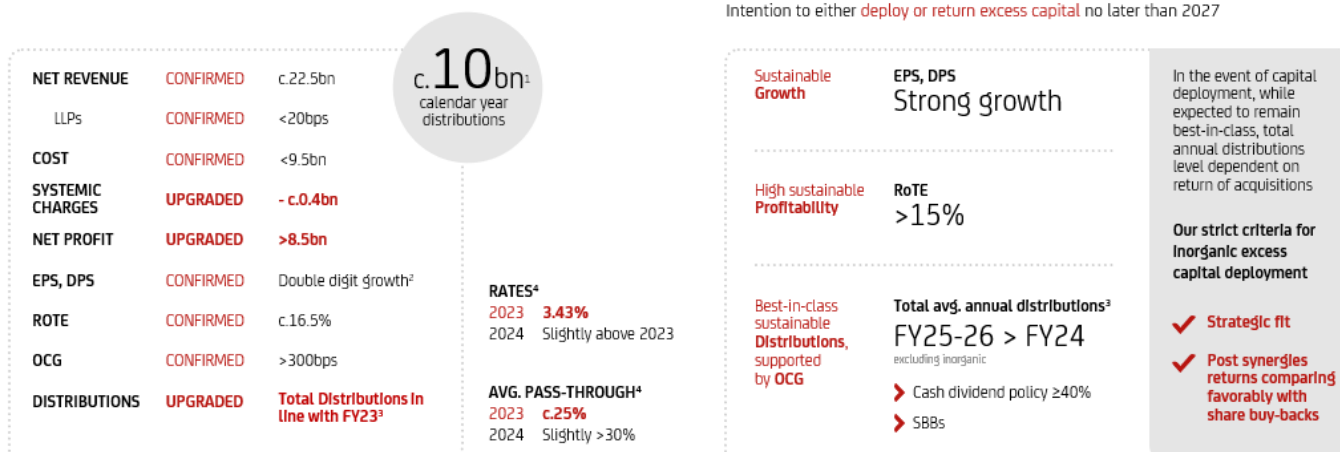 Intention to either deploy or return excess capital no later than 2027
c.10bn¹
calendar year
distributions
NET REVENUE CONFIRMED c.22.5bn
LLPs CONFIRMED <20bps
COST CONFIRMED <9.5bn
SYSTEMIC
CHARGES UPGRADED - c.0.4bn
NET PROFIT UPGRADED >8.5bn
EPS, DPS CONFIRMED Double digit growth²
ROTE CONFIRMED c.16.5%
OCG CONFIRMED >300bps
DISTRIBUTIONS UPGRADED Total Distributions in
line with FY23³
RATES⁴
2023 3.43%
2024 Slightly above 2023
AVG. PASS-THROUGH⁴
2023 c.25%
2024 Slightly >30%
Sustainable
Growth
EPS, DPS
Strong growth
High sustainable
Profitability
RoTE
>15%
Best-in-class
sustainable
Distributions,
supported
by OCG
Total avg. annual distributions³
FY25-26 > FY24
excluding inorganic
Cash dividend policy ≥40%
SBBs
In the event of capital
deployment, while
expected to remain
best-in-class, total
annual distributions
level dependent on
return of acquisitions
Our strict criteria for
inorganic excess
capital deployment
Strategic fit
Post synergies
returns comparing
favorably with
share buy-backs